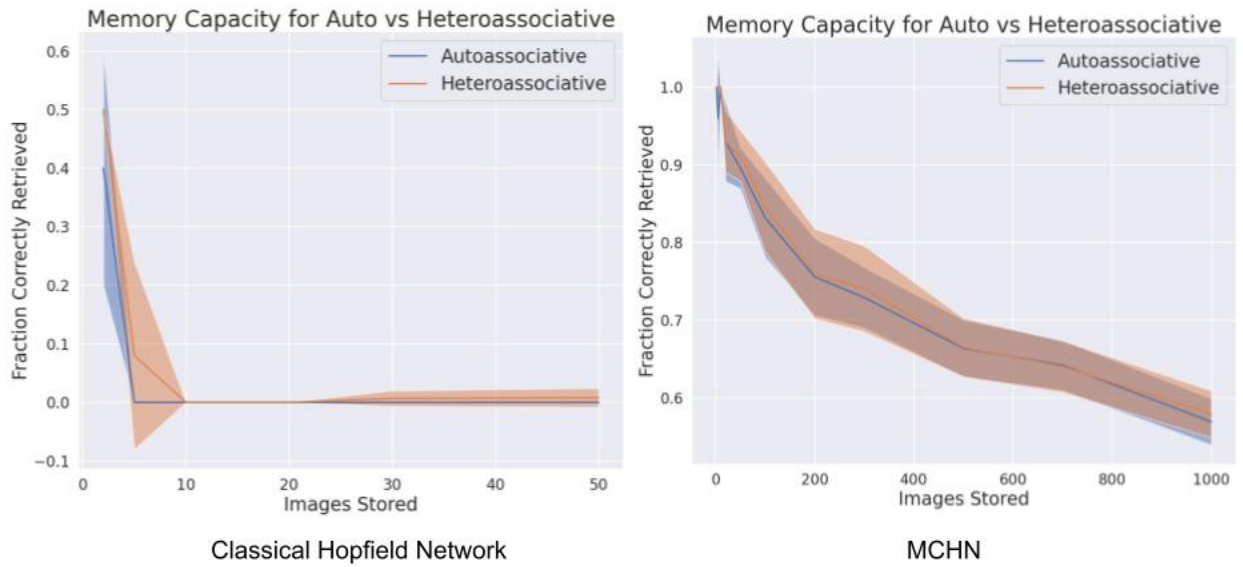 Memory Capacity for Auto vs Heteroassociative
Fraction Correctly Retrieved
0.6
0.5
0.4
0.3
0.2
0.1
0.0
−0.1
Autoassociative
Heteroassociative
0 10 20 30 40 50
Images Stored
Classical Hopfield Network
Memory Capacity for Auto vs Heteroassociative
Fraction Correctly Retrieved
1.0
0.9
0.8
0.7
0.6
Autoassociative
Heteroassociative
0 200 400 600 800 1000
Images Stored
MCHN